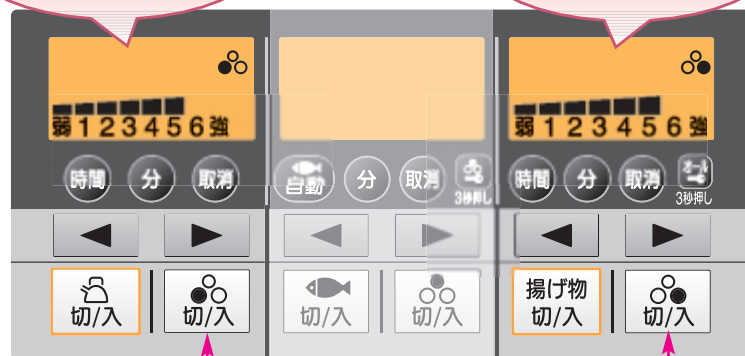 弱 1 2 3 4 5 6 強
弱 1 2 3 4 5 6 強
時間 分 取消
自動 分 取消
3秒押し
時間 分 取消
3秒押し
切/入
切/入
切/入
切/入
揚げ物
切/入
切/入